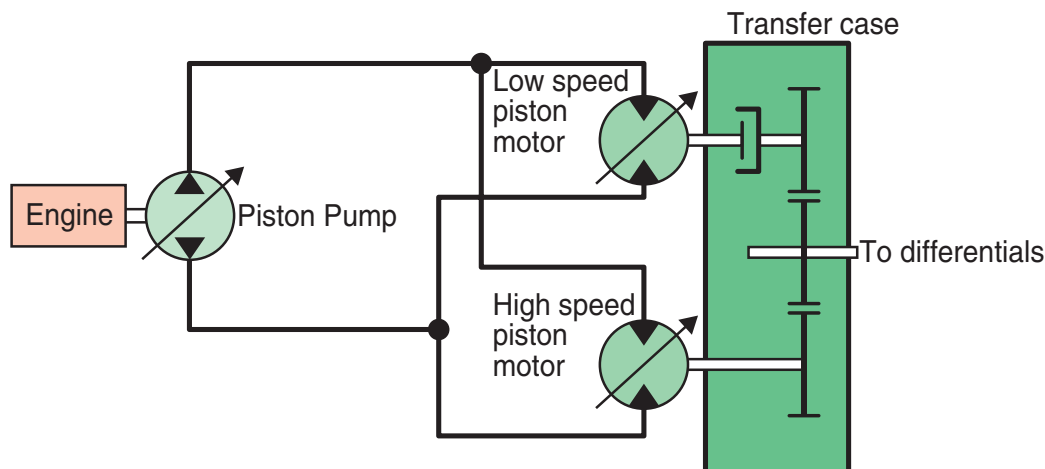 Transfer case
Low speed
piston
motor
Engine
Piston Pump
To differentials
High speed
piston
motor